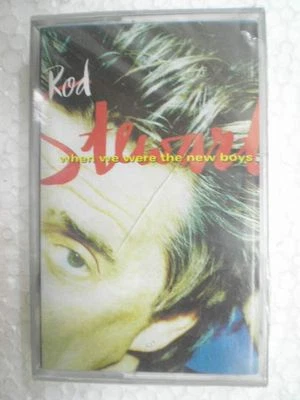 Rod
Stewart
when we were the new boys